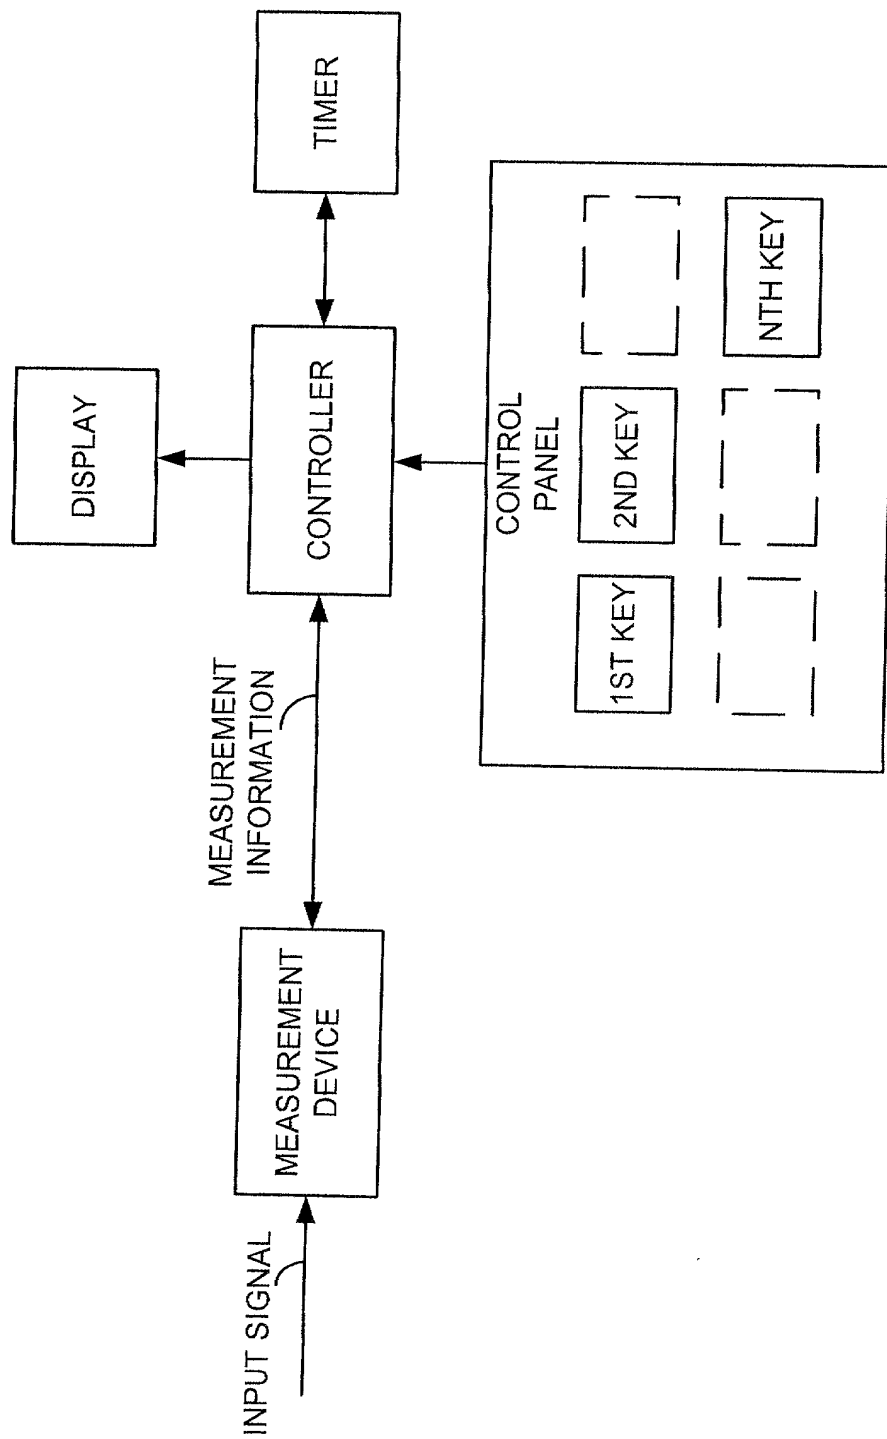 DISPLAY
INPUT SIGNAL
MEASUREMENT
DEVICE
MEASUREMENT
INFORMATION
CONTROLLER
TIMER
CONTROL
PANEL
1ST KEY
2ND KEY
NTH KEY